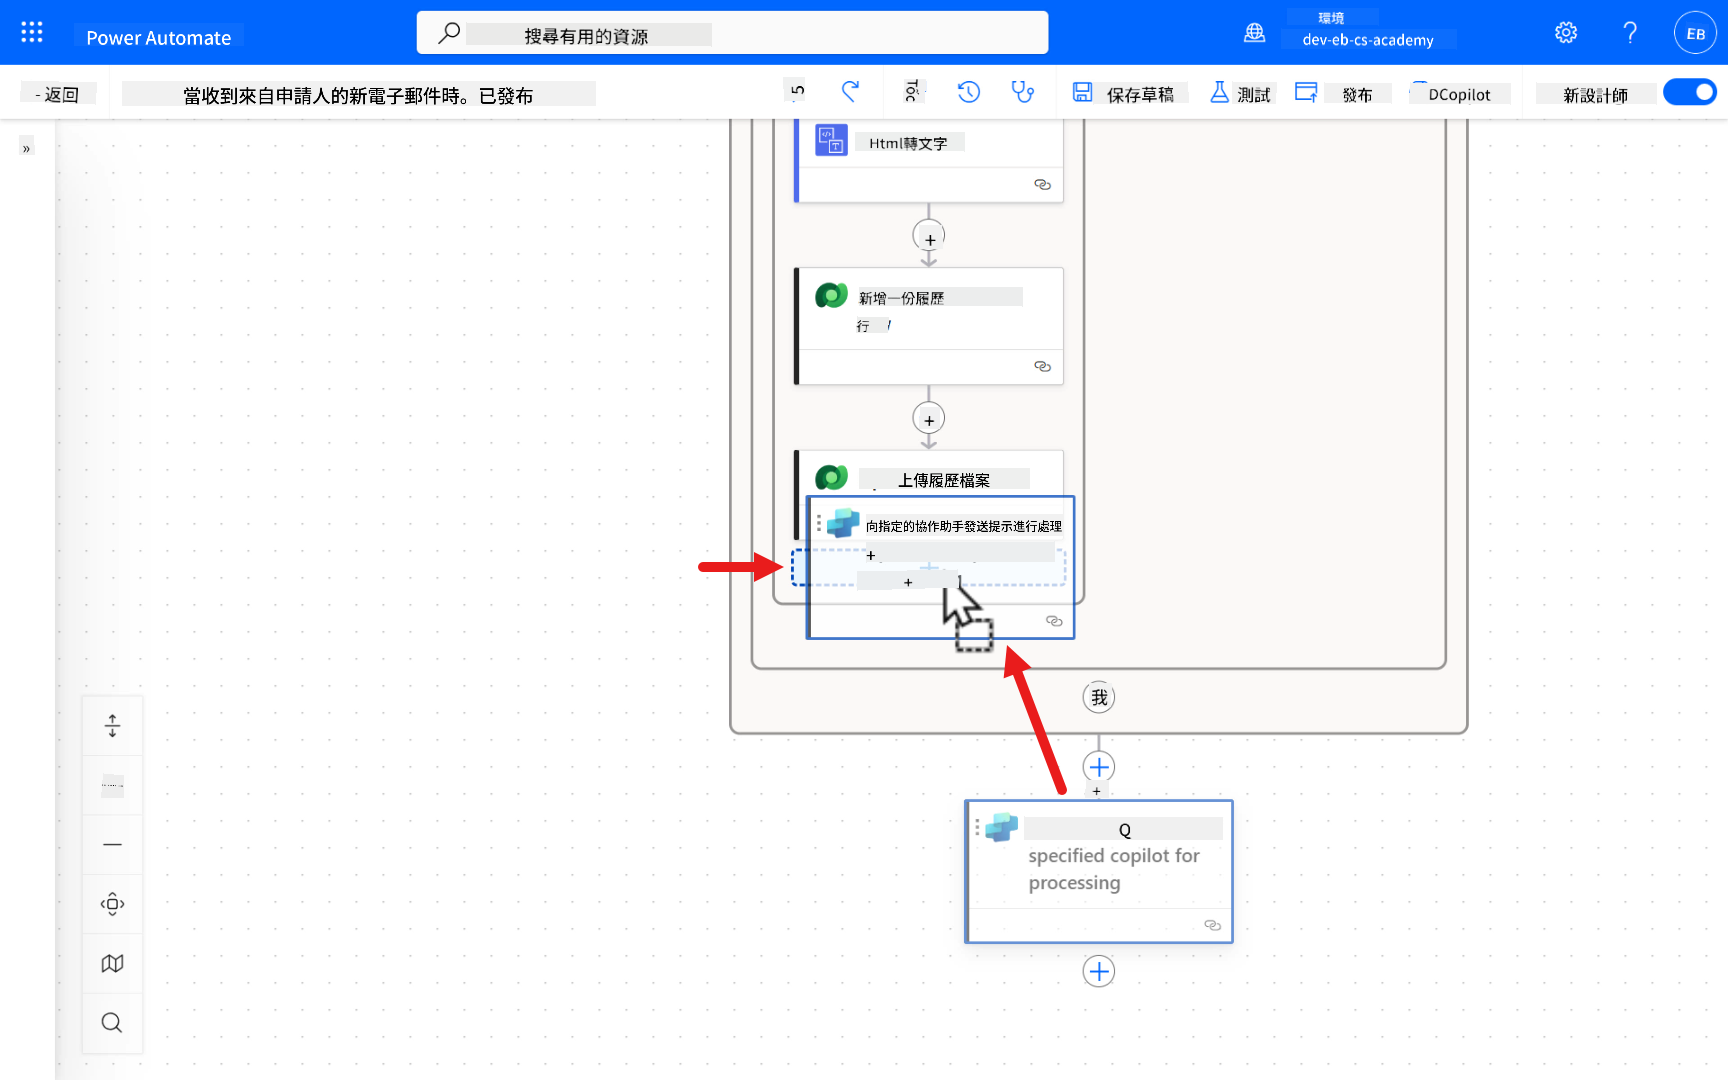 Power Automate
搜尋有用的資源
環境
dev-eb-cs-academy
EB
- 返回
當收到來自申請人的新電子郵件時。已發布
5
保存草稿
測試
發布
DCopilot
新設計師
»
Html轉文字
+
新增一份履歷
行
+
上傳履歷檔案
向指定的協作助手發送提示進行處理
+
+
我
+
Q
specified copilot for
processing